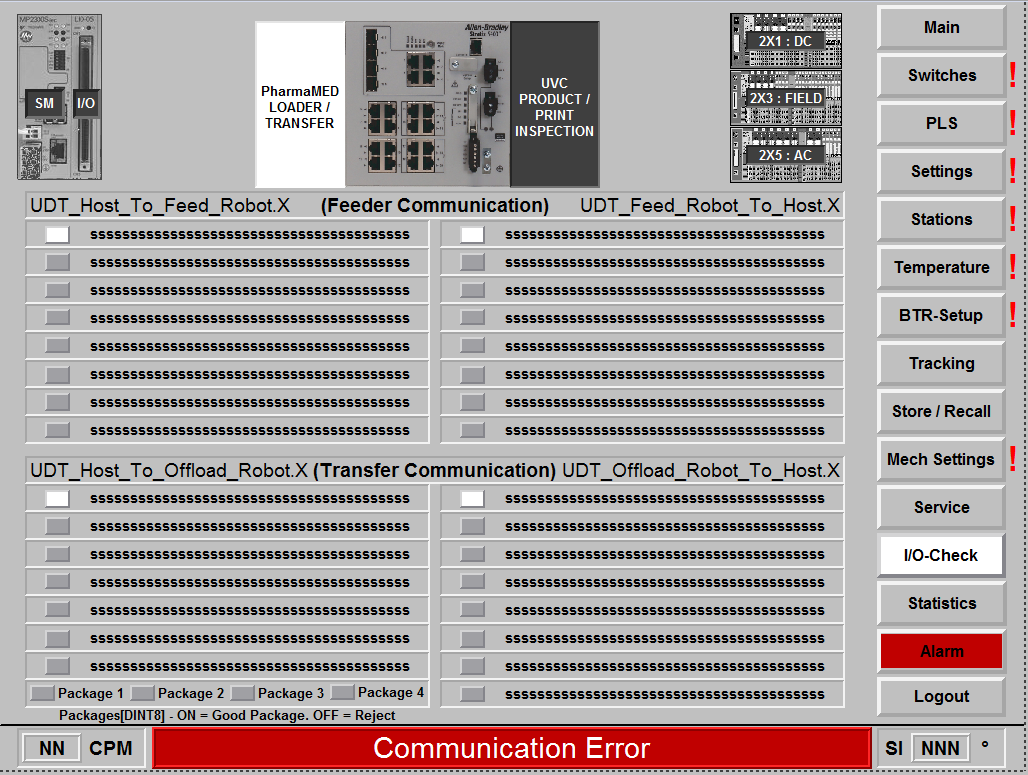 MP2300Siec
LIO-05
SM
I/O
PharmaMED
LOADER /
TRANSFER
Allen-Bradley
Stratix 5400
UVC
PRODUCT /
PRINT
INSPECTION
2X1 : DC
2X3 : FIELD
2X5 : AC
UDT_Host_To_Feed_Robot.X (Feeder Communication) UDT_Feed_Robot_To_Host.X
ssssssssssssssssssssssssssssssssssssssss ssssssssssssssssssssssssssssssssssssssss
ssssssssssssssssssssssssssssssssssssssss ssssssssssssssssssssssssssssssssssssssss
ssssssssssssssssssssssssssssssssssssssss ssssssssssssssssssssssssssssssssssssssss
ssssssssssssssssssssssssssssssssssssssss ssssssssssssssssssssssssssssssssssssssss
ssssssssssssssssssssssssssssssssssssssss ssssssssssssssssssssssssssssssssssssssss
ssssssssssssssssssssssssssssssssssssssss ssssssssssssssssssssssssssssssssssssssss
ssssssssssssssssssssssssssssssssssssssss ssssssssssssssssssssssssssssssssssssssss
ssssssssssssssssssssssssssssssssssssssss ssssssssssssssssssssssssssssssssssssssss
UDT_Host_To_Offload_Robot.X (Transfer Communication) UDT_Offload_Robot_To_Host.X
ssssssssssssssssssssssssssssssssssssssss ssssssssssssssssssssssssssssssssssssssss
ssssssssssssssssssssssssssssssssssssssss ssssssssssssssssssssssssssssssssssssssss
ssssssssssssssssssssssssssssssssssssssss ssssssssssssssssssssssssssssssssssssssss
ssssssssssssssssssssssssssssssssssssssss ssssssssssssssssssssssssssssssssssssssss
ssssssssssssssssssssssssssssssssssssssss ssssssssssssssssssssssssssssssssssssssss
ssssssssssssssssssssssssssssssssssssssss ssssssssssssssssssssssssssssssssssssssss
ssssssssssssssssssssssssssssssssssssssss ssssssssssssssssssssssssssssssssssssssss
Package 1 Package 2 Package 3 Package 4 ssssssssssssssssssssssssssssssssssssssss
Packages[DINT8] - ON = Good Package. OFF = Reject
Main
Switches !
PLS !
Settings !
Stations !
Temperature !
BTR-Setup !
Tracking
Store / Recall
Mech Settings !
Service
I/O-Check
Statistics
Alarm
Logout
NN CPM
Communication Error
SI NNN °